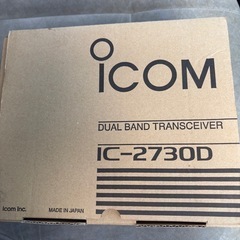 ICOM
DUAL BAND TRANSCEIVER
IC-2730D
Icom Inc.
MADE IN JAPAN